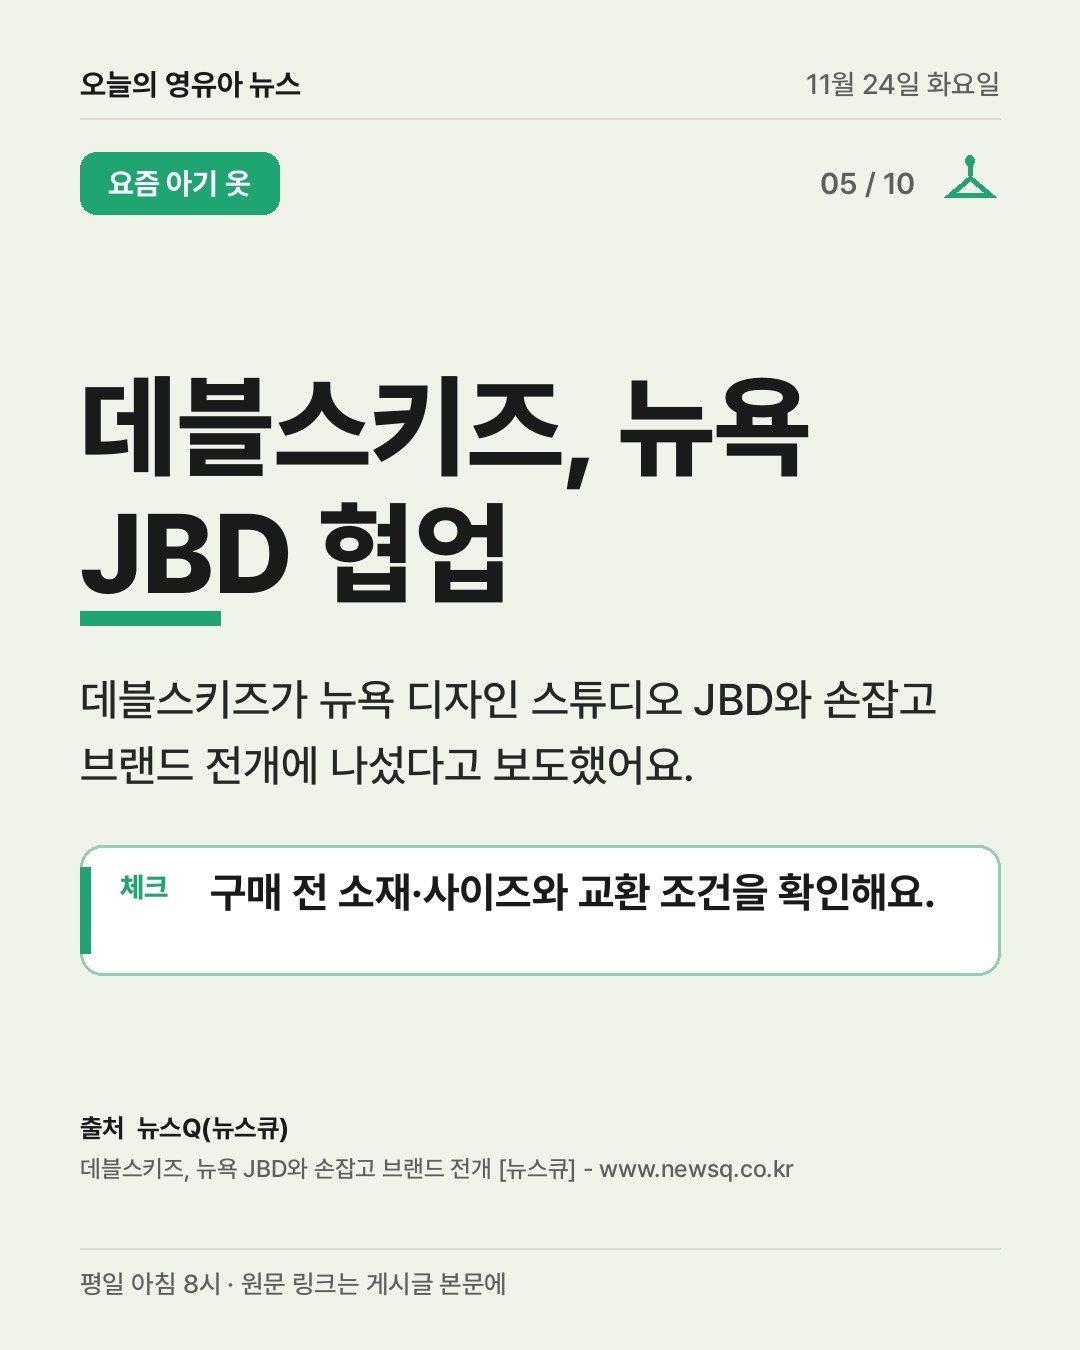 오늘의 영유아 뉴스
11월 24일 화요일
요즘 아기 옷
05 / 10
데블스키즈, 뉴욕
JBD 협업
데블스키즈가 뉴욕 디자인 스튜디오 JBD와 손잡고
브랜드 전개에 나섰다고 보도했어요.
체크 구매 전 소재·사이즈와 교환 조건을 확인해요.
출처 뉴스Q(뉴스큐)
데블스키즈, 뉴욕 JBD와 손잡고 브랜드 전개 [뉴스큐] - www.newsq.co.kr
평일 아침 8시 · 원문 링크는 게시글 본문에